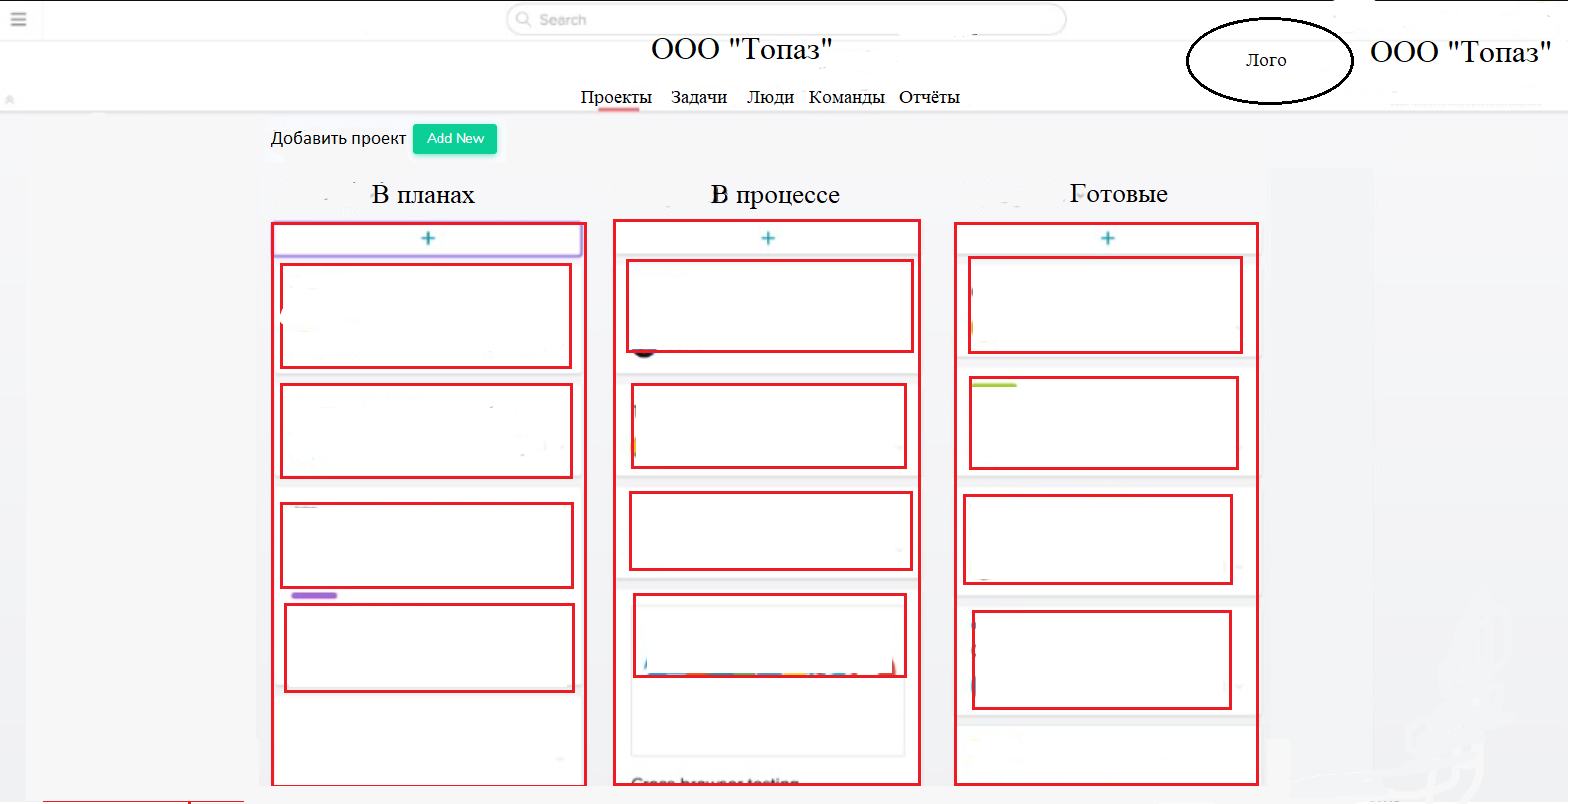 Search
ООО "Топаз"
Лого
ООО "Топаз"
Проекты Задачи Люди Команды Отчёты
Добавить проект Add New
В планах В процессе Готовые
+ + +
Cross browser testing